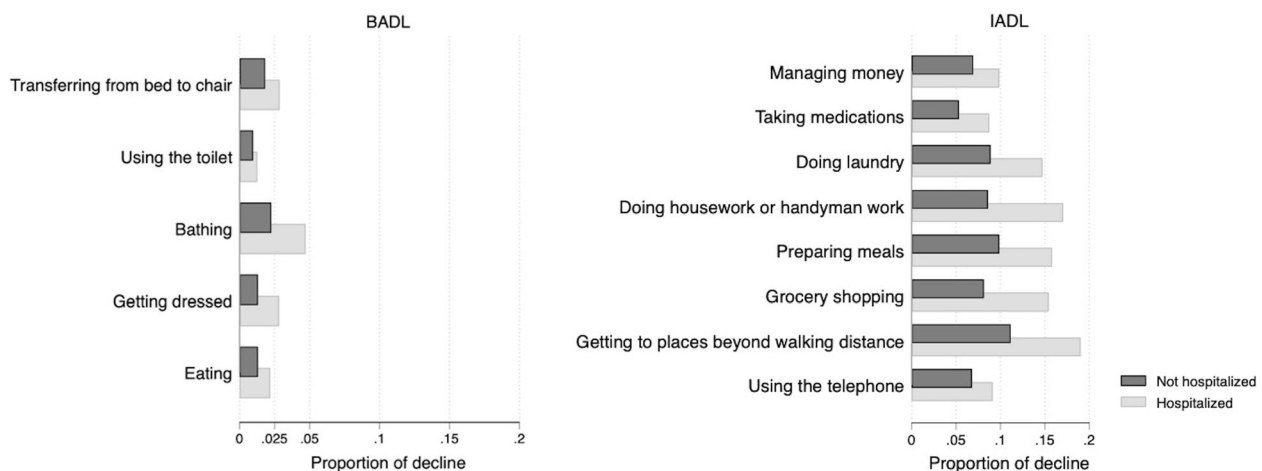 BADL
Transferring from bed to chair
Using the toilet
Bathing
Getting dressed
Eating
0 .025 .05 .1 .15 .2
Proportion of decline
IADL
Managing money
Taking medications
Doing laundry
Doing housework or handyman work
Preparing meals
Grocery shopping
Getting to places beyond walking distance
Using the telephone
0 .05 .1 .15 .2
Proportion of decline
Not hospitalized
Hospitalized